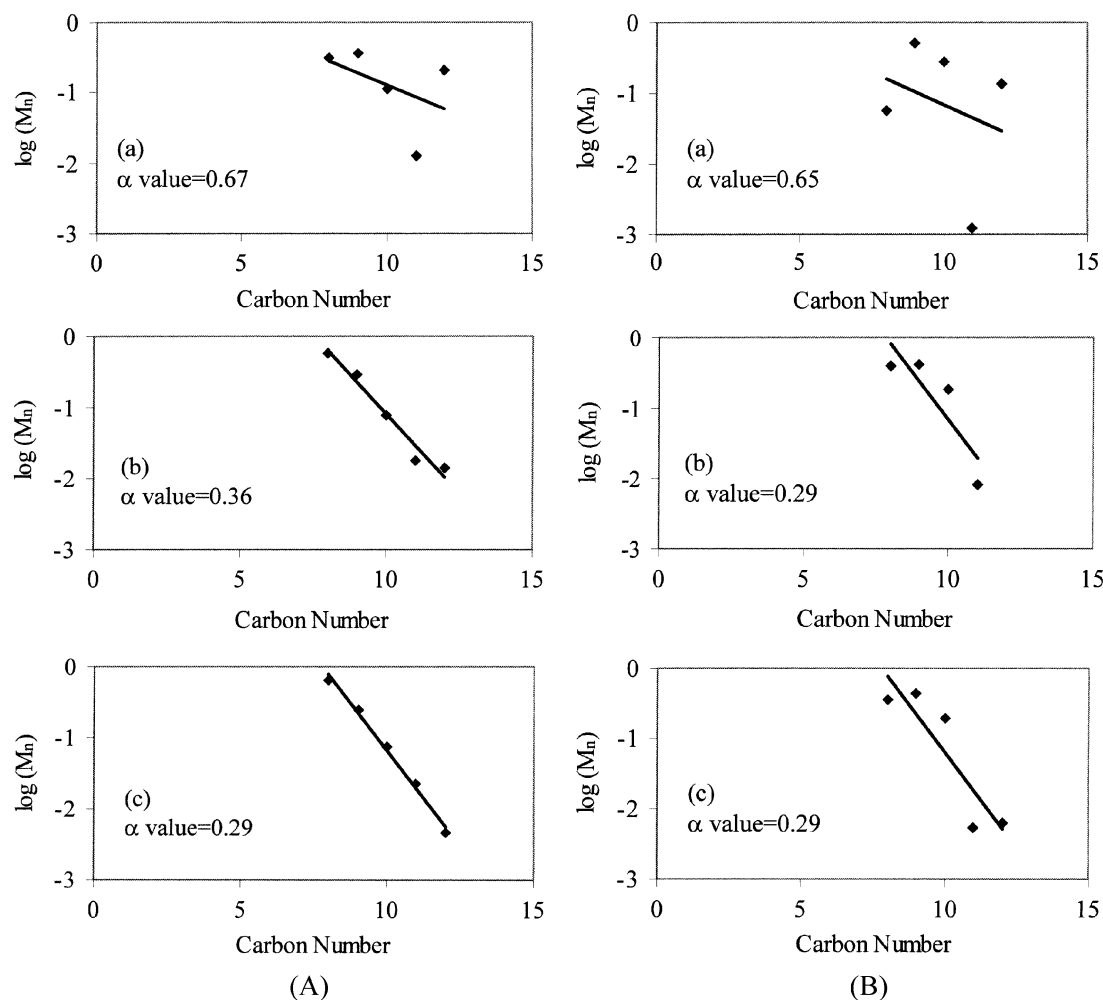 0
-1
-2
-3
log (Mn)
(a)
α value=0.67
0 5 10 15
Carbon Number
0
-1
-2
-3
log (Mn)
(a)
α value=0.65
0 5 10 15
Carbon Number
0
-1
-2
-3
log (Mn)
(b)
α value=0.36
0 5 10 15
Carbon Number
0
-1
-2
-3
log (Mn)
(b)
α value=0.29
0 5 10 15
Carbon Number
0
-1
-2
-3
log (Mn)
(c)
α value=0.29
0 5 10 15
Carbon Number
(A)
0
-1
-2
-3
log (Mn)
(c)
α value=0.29
0 5 10 15
Carbon Number
(B)